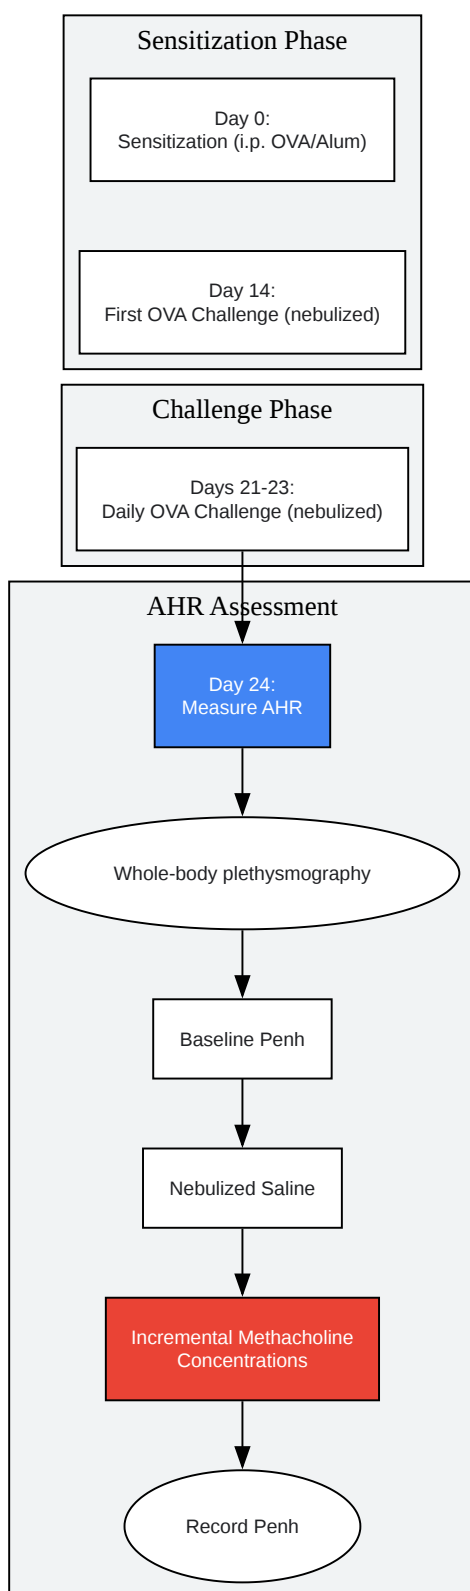 Sensitization Phase
Day 0:
Sensitization (i.p. OVA/Alum)
Day 14:
First OVA Challenge (nebulized)
Challenge Phase
Days 21-23:
Daily OVA Challenge (nebulized)
AHR Assessment
Day 24:
Measure AHR
Whole-body plethysmography
Baseline Penh
Nebulized Saline
Incremental Methacholine
Concentrations
Record Penh